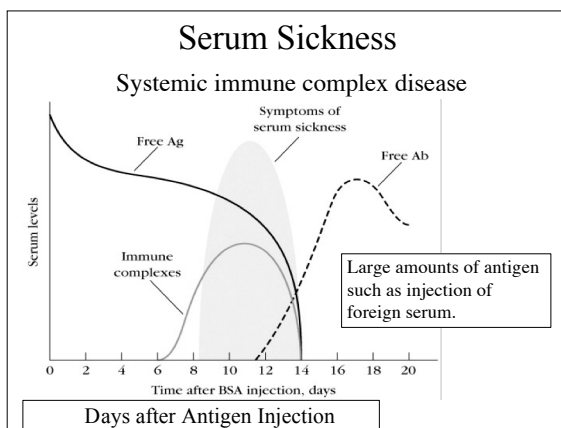 Serum Sickness
Systemic immune complex disease
Symptoms of
serum sickness
Free Ag
Free Ab
Serum levels
Immune
complexes
Large amounts of antigen
such as injection of
foreign serum.
0 2 4 6 8 10 12 14 16 18 20
Time after BSA injection, days
Days after Antigen Injection